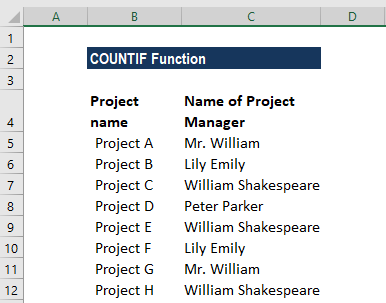 A B C D
1
2 COUNTIF Function
3
Project Name of Project
4 name Manager
5 Project A Mr. William
6 Project B Lily Emily
7 Project C William Shakespeare
8 Project D Peter Parker
9 Project E William Shakespeare
10 Project F Lily Emily
11 Project G Mr. William
12 Project H William Shakespeare